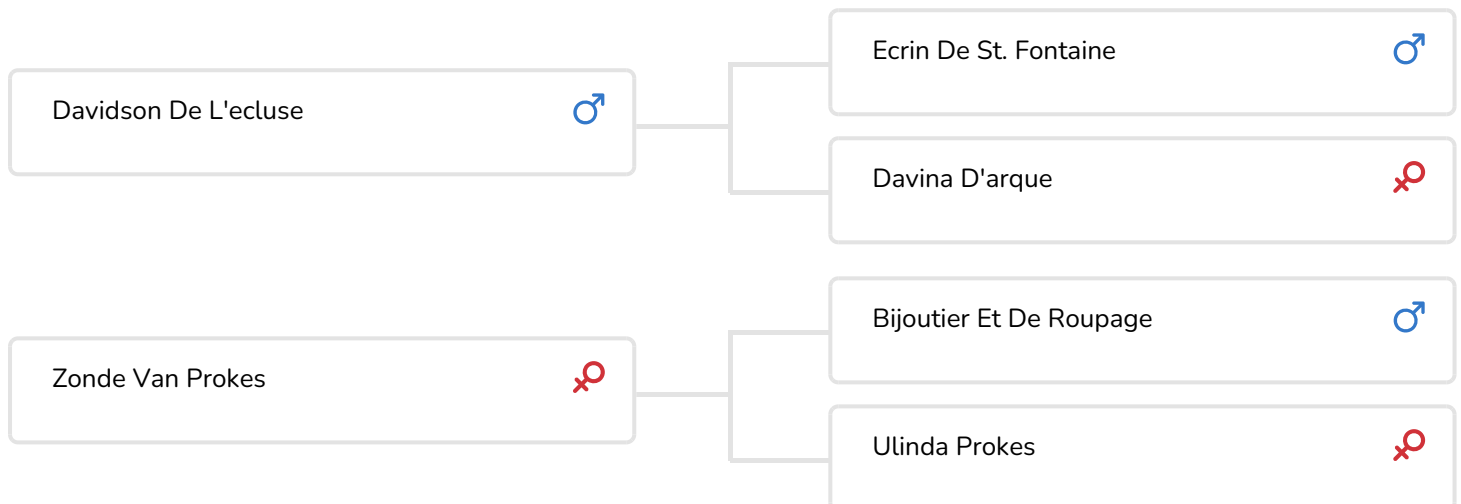 Ecrin De St. Fontaine
Davidson De L'ecluse
Davina D'arque
Bijoutier Et De Roupage
Zonde Van Prokes
Ulinda Prokes